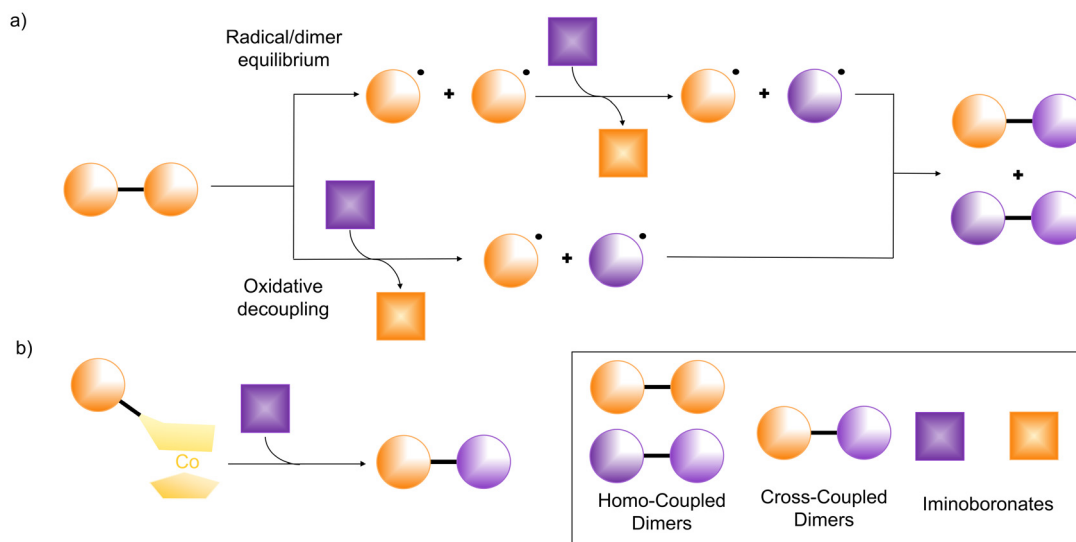 a)
Radical/dimer
equilibrium
Oxidative
decoupling
b)
Co
Homo-Coupled
Dimers
Cross-Coupled
Dimers
Iminoboronates